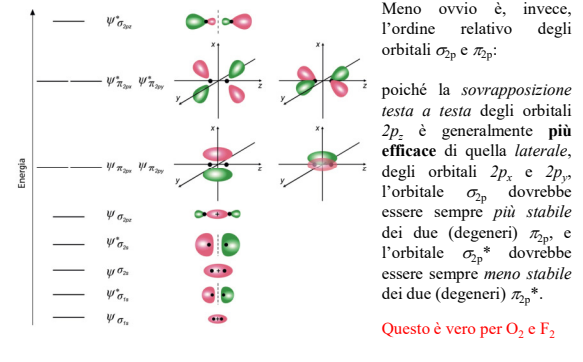 Energia
ψ*σ2pz
ψ*π2px ψ*π2py
x
y
z
x
y
z
ψπ2px ψπ2py
x
y
z
x
y
z
ψσ2pz
ψ*σ2s
ψσ2s
ψ*σ1s
ψσ1s
Meno ovvio è, invece,
l'ordine relativo degli
orbitali σ2p e π2p:
poiché la sovrapposizione
testa a testa degli orbitali
2pz è generalmente più
efficace di quella laterale,
degli orbitali 2px e 2py,
l'orbitale σ2p dovrebbe
essere sempre più stabile
dei due (degeneri) π2p, e
l'orbitale σ2p* dovrebbe
essere sempre meno stabile
dei due (degeneri) π2p*.
Questo è vero per O2 e F2